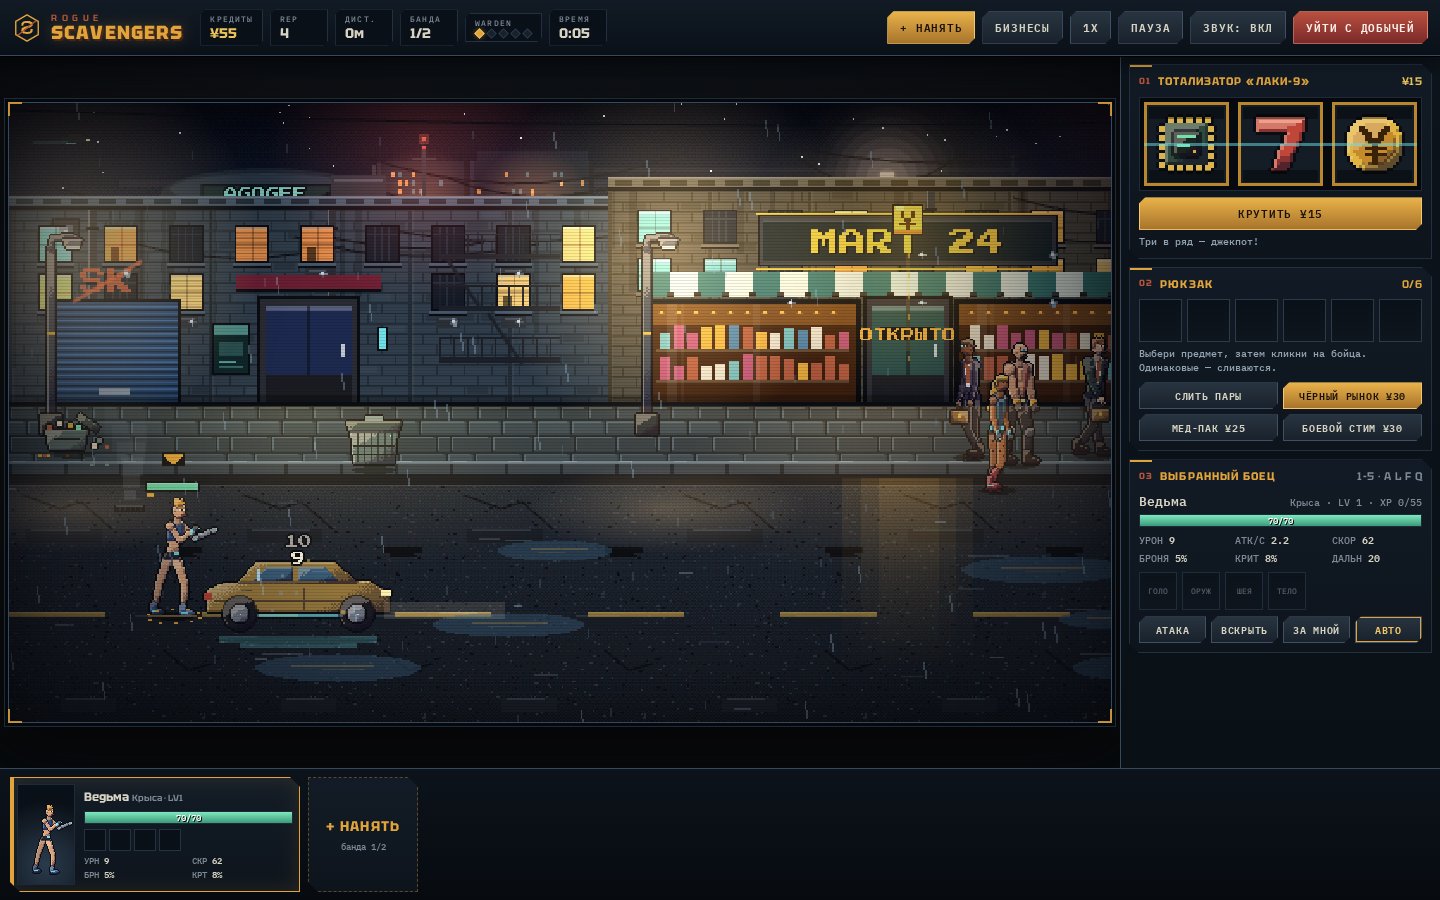 ROGUE
SCAVENGERS
КРЕДИТЫ
¥55
REP
4
ДИСТ.
0м
БАНДА
1/2
WARDEN
ВРЕМЯ
0:05
+ НАНЯТЬ
БИЗНЕСЫ
1X
ПАУЗА
ЗВУК: ВКЛ
УЙТИ С ДОБЫЧЕЙ
AGOGEE
SK
MART 24
ОТКРЫТО
10
9
01 ТОТАЛИЗАТОР «ЛАКИ-9» ¥15
7
КРУТИТЬ ¥15
Три в ряд — джекпот!
02 РЮКЗАК 0/6
Выбери предмет, затем кликни на бойца.
Одинаковые — сливаются.
СЛИТЬ ПАРЫ
ЧЁРНЫЙ РЫНОК ¥30
МЕД-ПАК ¥25
БОЕВОЙ СТИМ ¥30
03 ВЫБРАННЫЙ БОЕЦ 1-5·A L F Q
Ведьма Крыса · LV 1 · XP 0/55
70/70
УРОН 9 АТК/С 2.2 СКОР 62
БРОНЯ 5% КРИТ 8% ДАЛЬН 20
ГОЛО ОРУЖ ШЕЯ ТЕЛО
АТАКА
ВСКРЫТЬ
ЗА МНОЙ
АВТО
Ведьма Крыса·LV1
70/70
УРН 9 СКР 62
БРН 5% КРТ 8%
+ НАНЯТЬ
банда 1/2